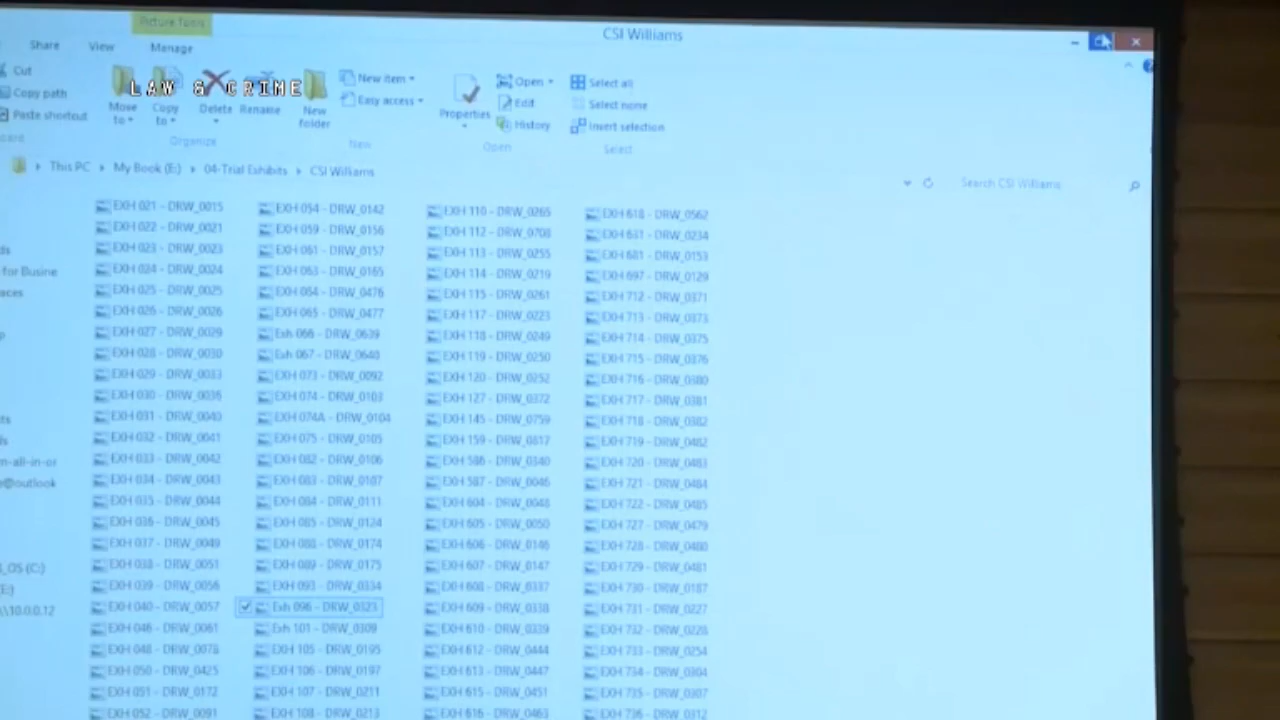 Picture Tools
CSI Williams
Share View Manage
Cut
Copy path
Paste shortcut
LAW & CRIME
Move to
Copy to
Delete
Rename
New folder
New item
Easy access
Properties
Open
Edit
History
Select all
Select none
Invert selection
Organize
New
Open
Select
This PC
My Book (E:)
04-Trial Exhibits
CSI Williams
Search CSI Williams
for Busine
aces
m-all-in-or
@outlook
_OS (C:)
(E:)
\\10.0.0.12
EXH 021 - DRW_0015
EXH 022 - DRW_0021
EXH 023 - DRW_0023
EXH 024 - DRW_0024
EXH 025 - DRW_0025
EXH 026 - DRW_0026
EXH 027 - DRW_0029
EXH 028 - DRW_0030
EXH 029 - DRW_0033
EXH 030 - DRW_0036
EXH 031 - DRW_0040
EXH 032 - DRW_0041
EXH 033 - DRW_0042
EXH 034 - DRW_0043
EXH 035 - DRW_0044
EXH 036 - DRW_0045
EXH 037 - DRW_0049
EXH 038 - DRW_0051
EXH 039 - DRW_0056
EXH 040 - DRW_0057
EXH 046 - DRW_0061
EXH 048 - DRW_0078
EXH 050 - DRW_0425
EXH 051 - DRW_0172
EXH 052 - DRW_0091
EXH 054 - DRW_0142
EXH 059 - DRW_0156
EXH 061 - DRW_0157
EXH 063 - DRW_0165
EXH 064 - DRW_0476
EXH 065 - DRW_0477
Exh 066 - DRW_0639
Exh 067 - DRW_0640
EXH 073 - DRW_0092
EXH 074 - DRW_0103
EXH 074A - DRW_0104
EXH 075 - DRW_0105
EXH 082 - DRW_0106
EXH 083 - DRW_0107
EXH 084 - DRW_0111
EXH 085 - DRW_0124
EXH 088 - DRW_0174
EXH 089 - DRW_0175
EXH 093 - DRW_0334
Exh 096 - DRW_0323
Exh 101 - DRW_0309
EXH 105 - DRW_0195
EXH 106 - DRW_0197
EXH 107 - DRW_0211
EXH 108 - DRW_0213
EXH 110 - DRW_0265
EXH 112 - DRW_0708
EXH 113 - DRW_0255
EXH 114 - DRW_0219
EXH 115 - DRW_0261
EXH 117 - DRW_0223
EXH 118 - DRW_0249
EXH 119 - DRW_0250
EXH 120 - DRW_0252
EXH 127 - DRW_0372
EXH 145 - DRW_0759
EXH 159 - DRW_0817
EXH 586 - DRW_0340
EXH 587 - DRW_0046
EXH 604 - DRW_0048
EXH 605 - DRW_0050
EXH 606 - DRW_0146
EXH 607 - DRW_0147
EXH 608 - DRW_0337
EXH 609 - DRW_0338
EXH 610 - DRW_0339
EXH 612 - DRW_0444
EXH 613 - DRW_0447
EXH 615 - DRW_0451
EXH 616 - DRW_0463
EXH 618 - DRW_0562
EXH 631 - DRW_0234
EXH 681 - DRW_0153
EXH 697 - DRW_0129
EXH 712 - DRW_0371
EXH 713 - DRW_0373
EXH 714 - DRW_0375
EXH 715 - DRW_0376
EXH 716 - DRW_0380
EXH 717 - DRW_0381
EXH 718 - DRW_0382
EXH 719 - DRW_0482
EXH 720 - DRW_0483
EXH 721 - DRW_0484
EXH 722 - DRW_0485
EXH 727 - DRW_0479
EXH 728 - DRW_0480
EXH 729 - DRW_0481
EXH 730 - DRW_0187
EXH 731 - DRW_0227
EXH 732 - DRW_0228
EXH 733 - DRW_0254
EXH 734 - DRW_0304
EXH 735 - DRW_0307
EXH 736 - DRW_0312